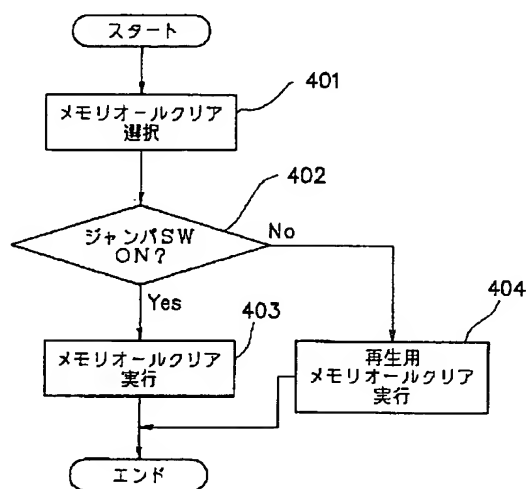 スタート
401
メモリオールクリア
選択
402
ジャンパSW
ON?
No
Yes
403
メモリオールクリア
実行
404
再生用
メモリオールクリア
実行
エンド